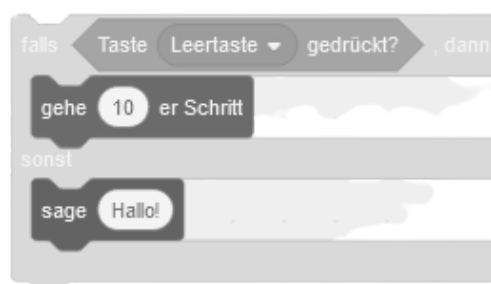 falls Taste Leertaste gedrückt? , dann
gehe 10 er Schritt
sonst
sage Hallo!